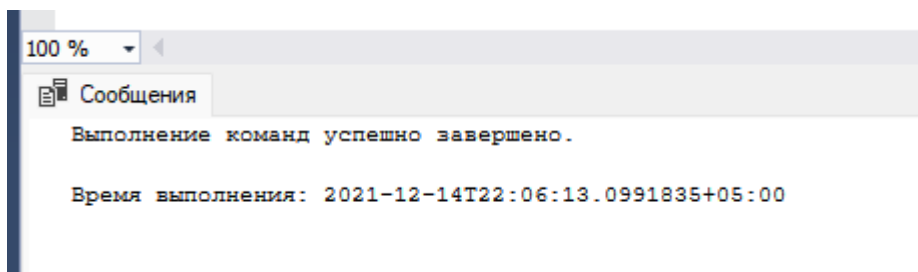 100 %
Сообщения
Выполнение команд успешно завершено.
Время выполнения: 2021-12-14T22:06:13.0991835+05:00